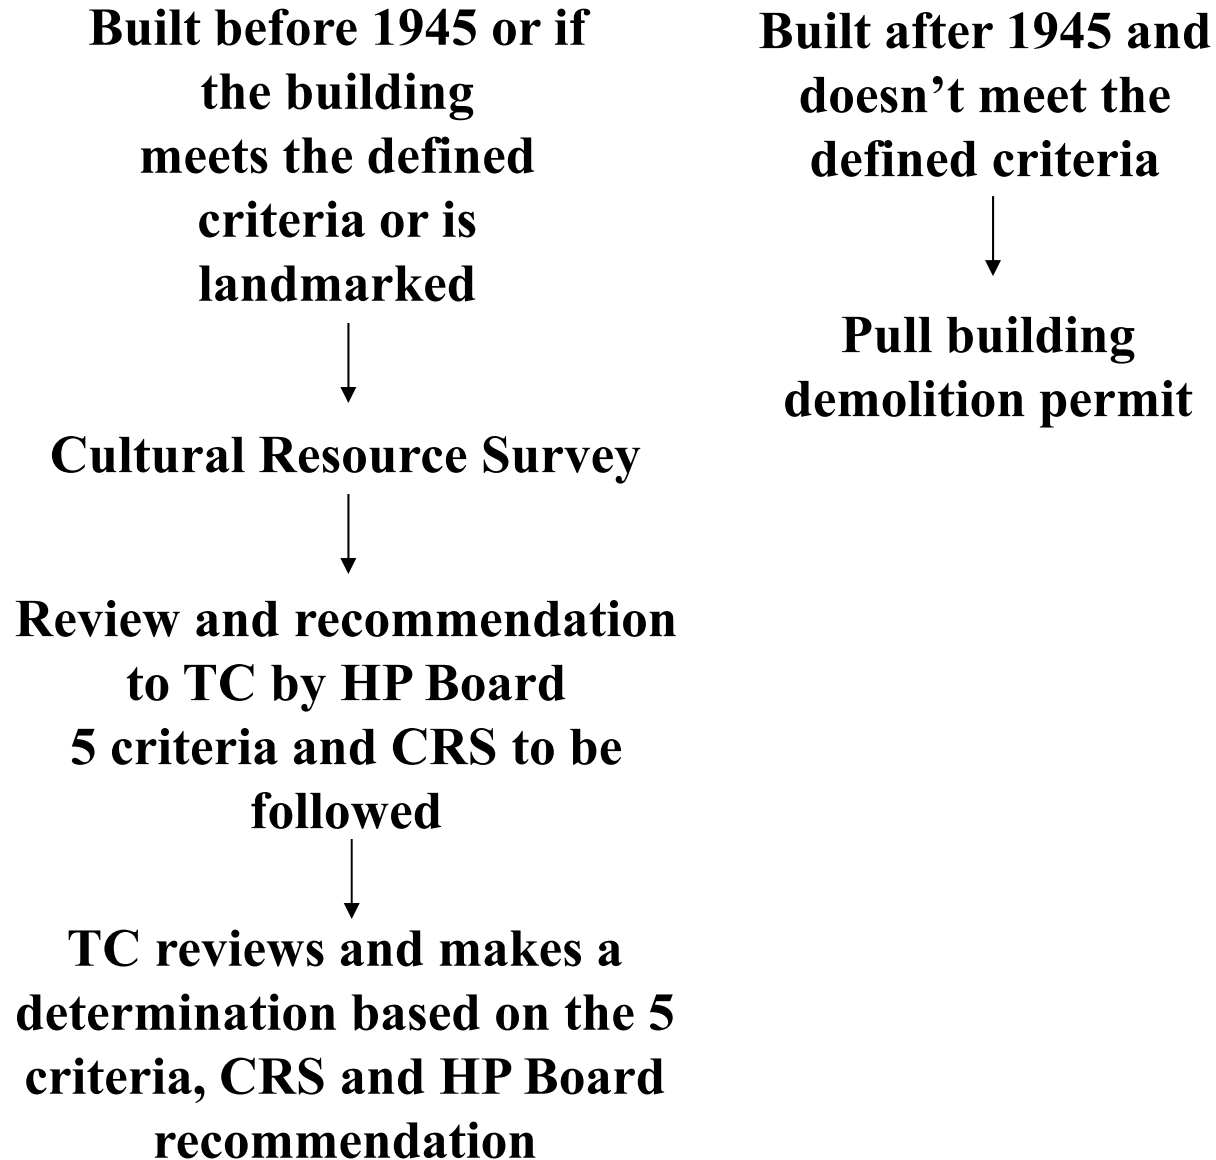 Built before 1945 or if
the building
meets the defined
criteria or is
landmarked
Cultural Resource Survey
Review and recommendation
to TC by HP Board
5 criteria and CRS to be
followed
TC reviews and makes a
determination based on the 5
criteria, CRS and HP Board
recommendation
Built after 1945 and
doesn’t meet the
defined criteria
Pull building
demolition permit